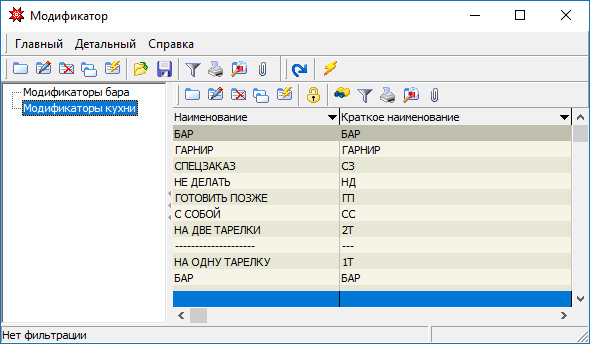 Модификатор
Главный Детальный Справка
Модификаторы бара
Модификаторы кухни
Наименование Краткое наименование
БАР БАР
ГАРНИР ГАРНИР
СПЕЦЗАКАЗ СЗ
НЕ ДЕЛАТЬ НД
ГОТОВИТЬ ПОЗЖЕ ГП
С СОБОЙ СС
НА ДВЕ ТАРЕЛКИ 2Т
-------------------- ---
НА ОДНУ ТАРЕЛКУ 1Т
БАР БАР
Нет фильтрации